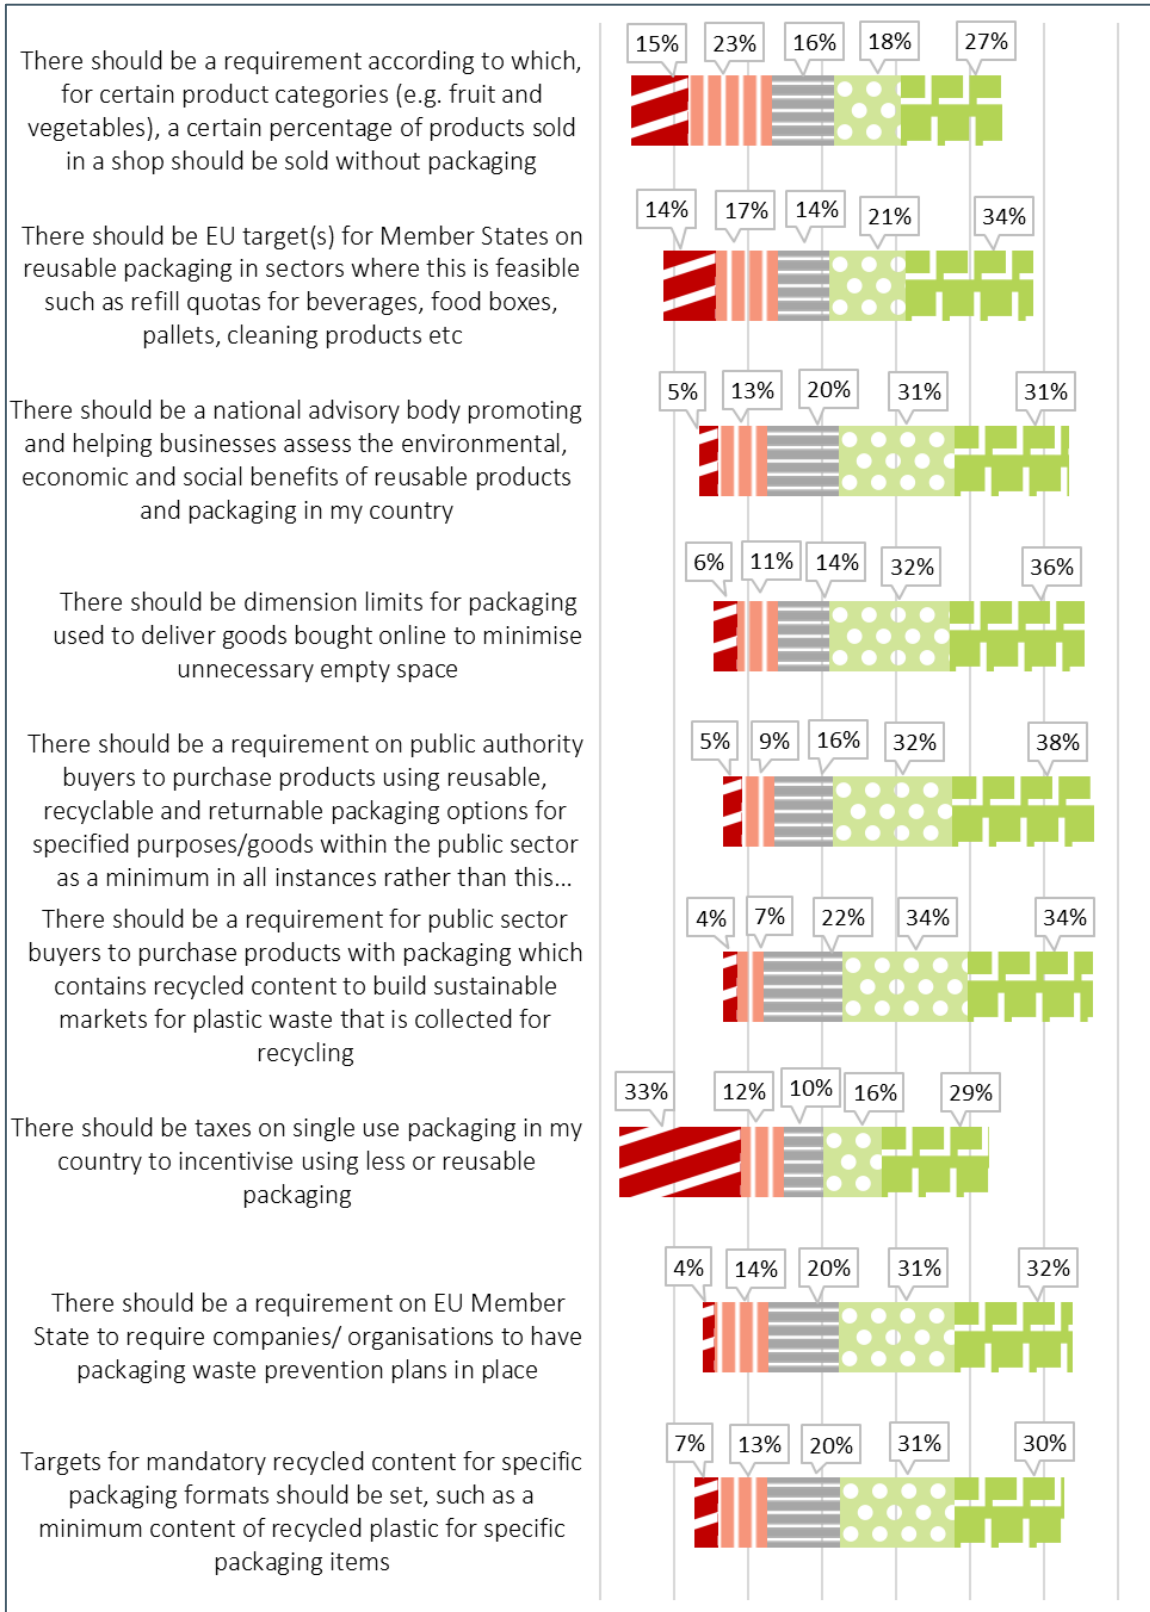 15% 23% 16% 18% 27%
There should be a requirement according to which,
for certain product categories (e.g. fruit and
vegetables), a certain percentage of products sold
in a shop should be sold without packaging
14% 17% 14% 21% 34%
There should be EU target(s) for Member States on
reusable packaging in sectors where this is feasible
such as refill quotas for beverages, food boxes,
pallets, cleaning products etc
5% 13% 20% 31% 31%
There should be a national advisory body promoting
and helping businesses assess the environmental,
economic and social benefits of reusable products
and packaging in my country
6% 11% 14% 32% 36%
There should be dimension limits for packaging
used to deliver goods bought online to minimise
unnecessary empty space
5% 9% 16% 32% 38%
There should be a requirement on public authority
buyers to purchase products using reusable,
recyclable and returnable packaging options for
specified purposes/goods within the public sector
as a minimum in all instances rather than this...
4% 7% 22% 34% 34%
There should be a requirement for public sector
buyers to purchase products with packaging which
contains recycled content to build sustainable
markets for plastic waste that is collected for
recycling
33% 12% 10% 16% 29%
There should be taxes on single use packaging in my
country to incentivise using less or reusable
packaging
4% 14% 20% 31% 32%
There should be a requirement on EU Member
State to require companies/ organisations to have
packaging waste prevention plans in place
7% 13% 20% 31% 30%
Targets for mandatory recycled content for specific
packaging formats should be set, such as a
minimum content of recycled plastic for specific
packaging items